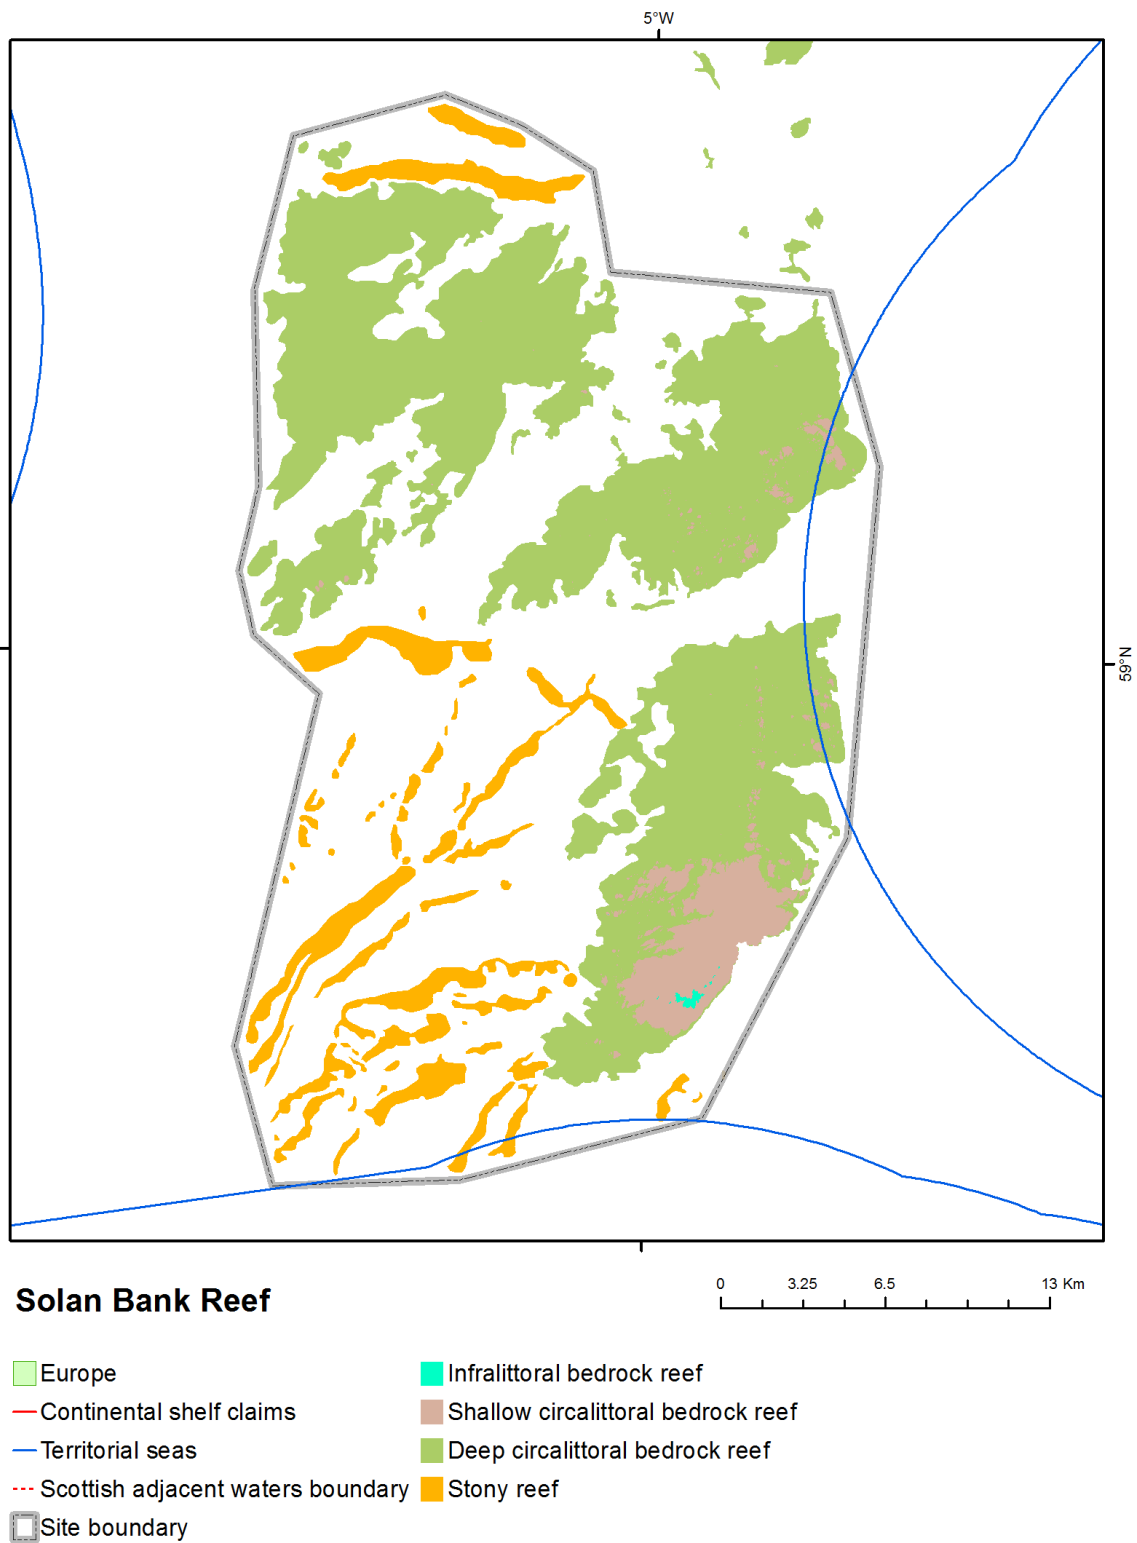 5°W
59°N
Solan Bank Reef
0 3.25 6.5 13 Km
Europe
Continental shelf claims
Territorial seas
Scottish adjacent waters boundary
Site boundary
Infralittoral bedrock reef
Shallow circalittoral bedrock reef
Deep circalittoral bedrock reef
Stony reef